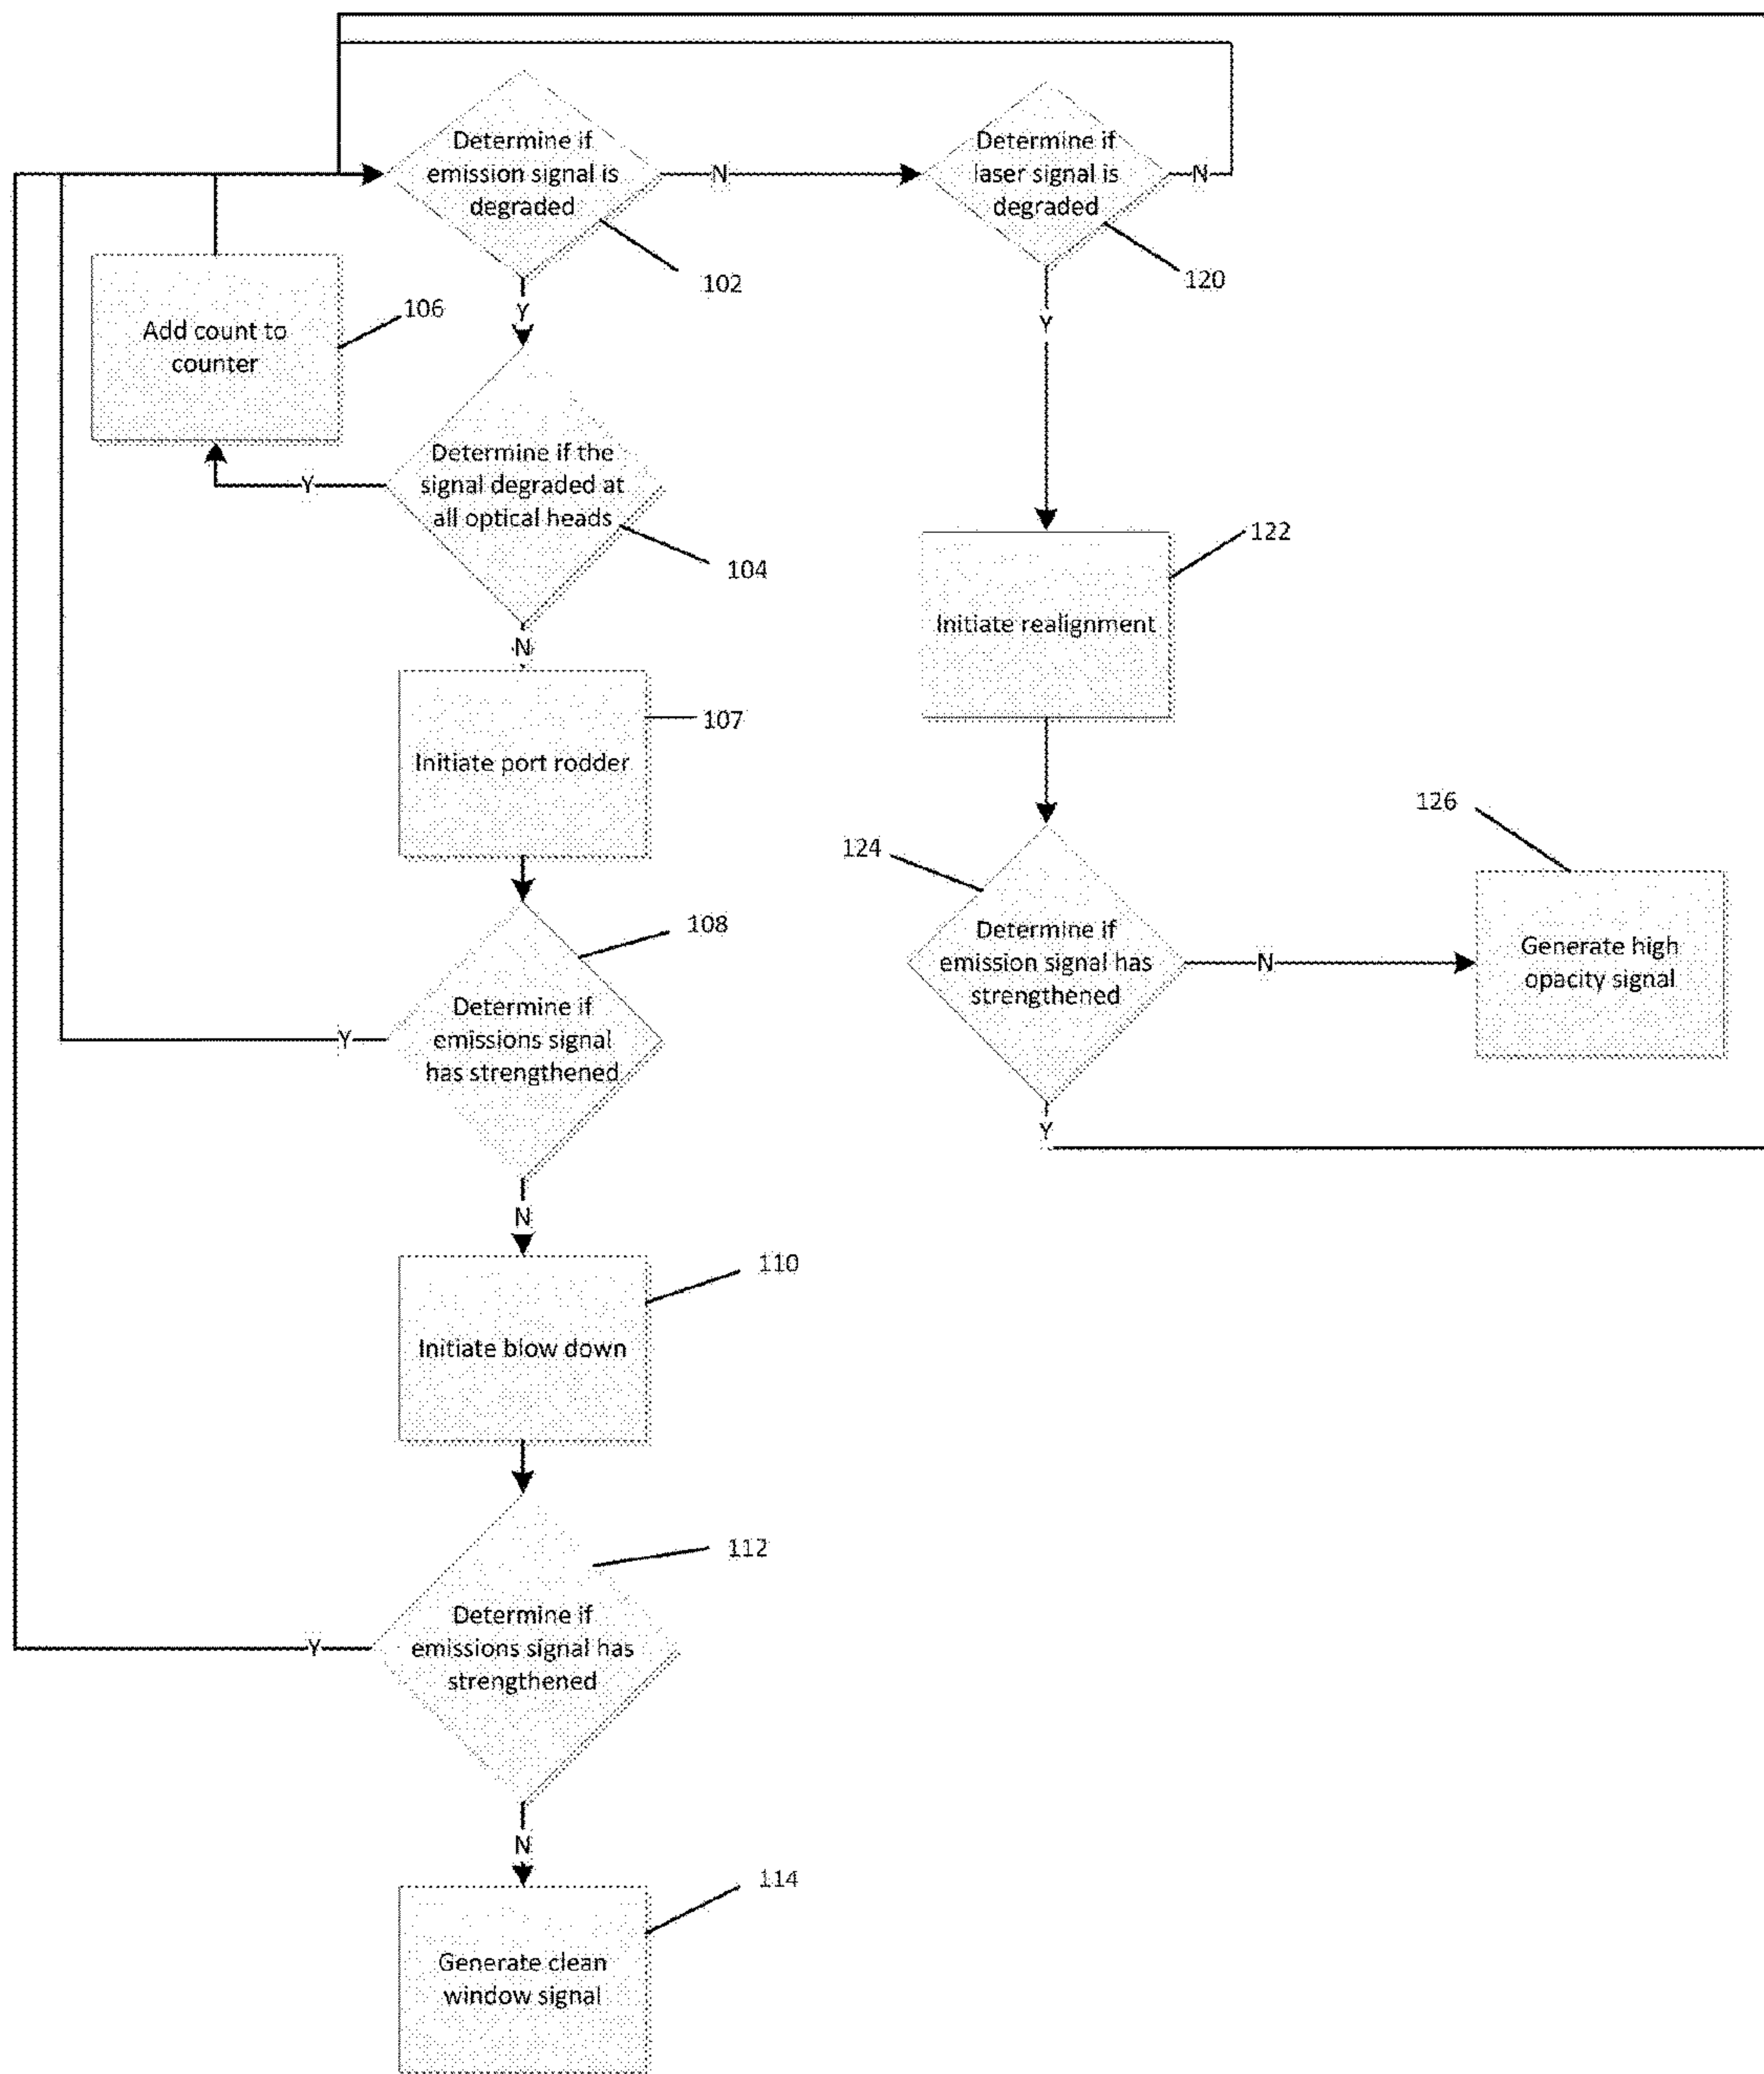 Determine if
emission signal is
degraded
N
Determine if
laser signal is
degraded
N
102
120
Y
Y
106
Add count to
counter
Determine if the
signal degraded at
all optical heads
Y
104
N
122
Initiate realignment
107
Initiate port rodder
126
124
108
Determine if
emission signal has
strengthened
N
Generate high
opacity signal
Determine if
emissions signal
has strengthened
Y
Y
N
110
Initiate blow down
112
Determine if
emissions signal has
strengthened
Y
N
114
Generate clean
window signal